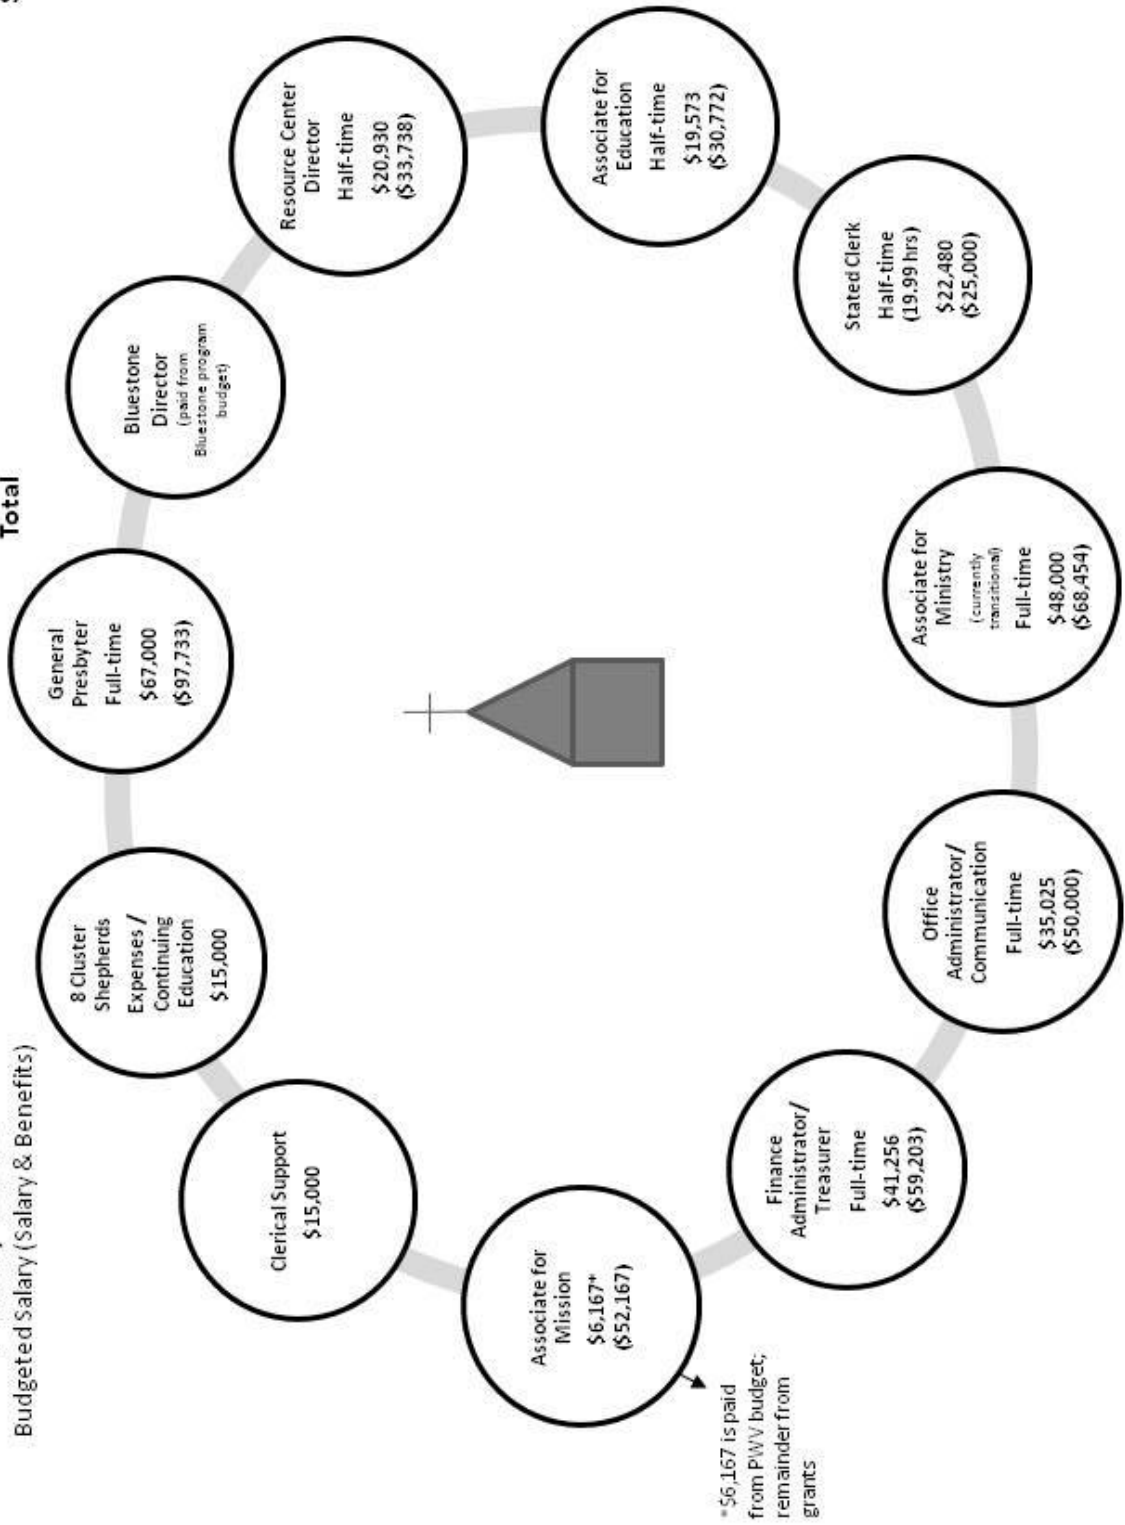 Budgeted Salary (Salary & Benefits)
Total
General
Presbyter
Full-time
$67,000
($97,733)
Bluestone
Director
(paid from
Bluestone program
budget)
Resource Center
Director
Half-time
$20,930
($33,738)
Associate for
Education
Half-time
$19,573
($30,772)
Stated Clerk
Half-time
(19.99 hrs)
$22,480
($25,000)
Associate for
Ministry
(currently
transitional)
Full-time
$48,000
($68,454)
Office
Administrator/
Communication
Full-time
$35,025
($50,000)
Finance
Administrator/
Treasurer
Full-time
$41,256
($59,203)
Associate for
Mission
$6,167*
($52,167)
*$6,167 is paid
from PWV budget;
remainder from
grants
Clerical Support
$15,000
8 Cluster
Shepherds
Expenses /
Continuing
Education
$15,000